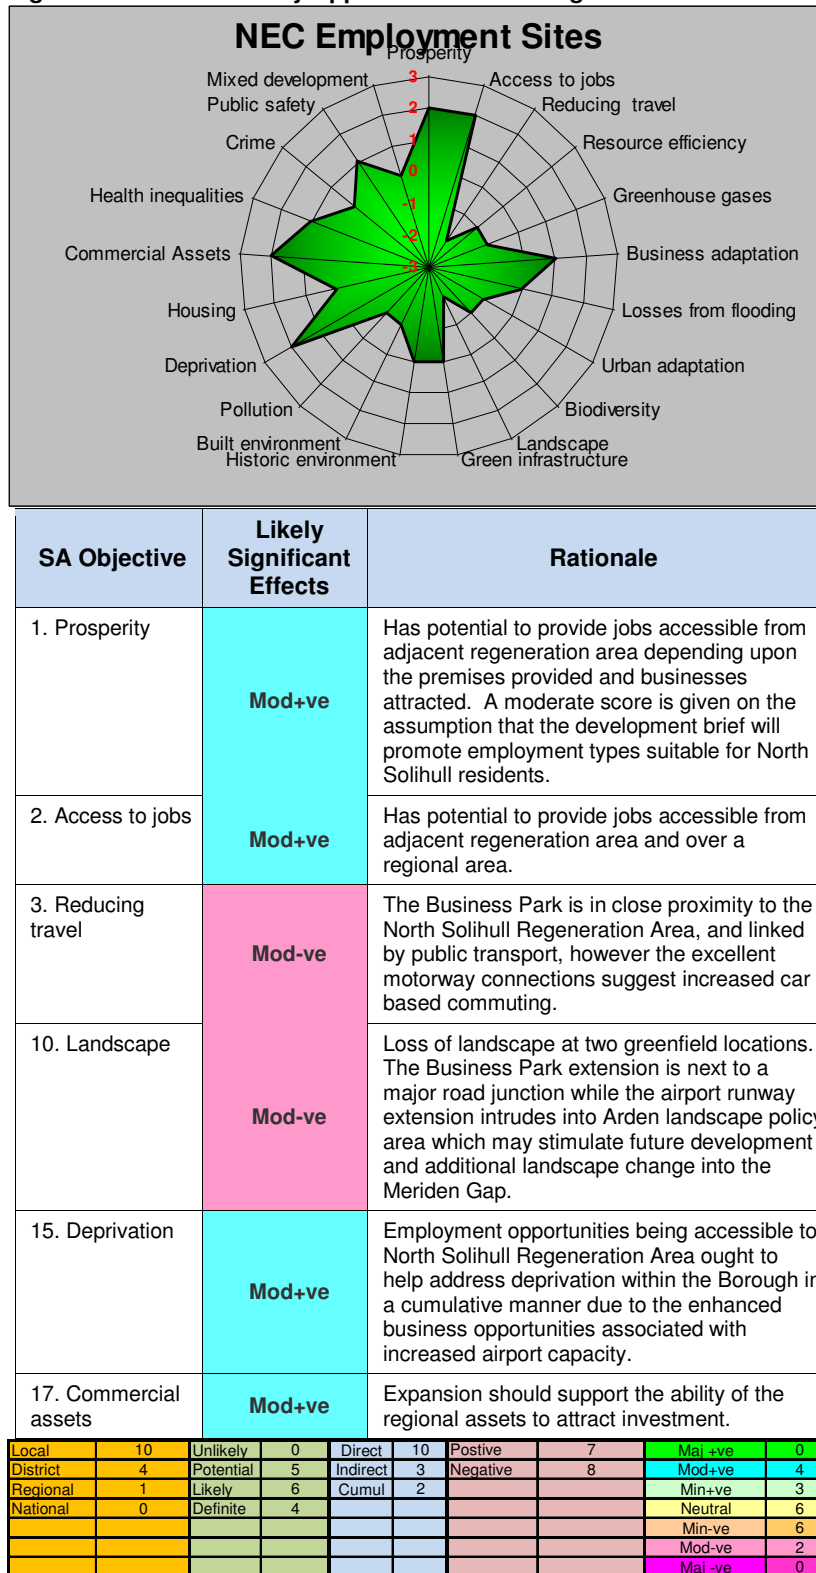 NEC Employment Sites
Prosperity
Mixed development
Access to jobs
Public safety
Reducing travel
Crime
Resource efficiency
Health inequalities
Greenhouse gases
Commercial Assets
Business adaptation
Housing
Losses from flooding
Deprivation
Urban adaptation
Pollution
Biodiversity
Built environment
Landscape
Historic environment
Green infrastructure
3
2
1
0
-1
-2
-3
SA Objective
Likely
Significant
Effects
Rationale
1. Prosperity
Mod+ve
Has potential to provide jobs accessible from
adjacent regeneration area depending upon
the premises provided and businesses
attracted. A moderate score is given on the
assumption that the development brief will
promote employment types suitable for North
Solihull residents.
2. Access to jobs
Mod+ve
Has potential to provide jobs accessible from
adjacent regeneration area and over a
regional area.
3. Reducing
travel
Mod-ve
The Business Park is in close proximity to the
North Solihull Regeneration Area, and linked
by public transport, however the excellent
motorway connections suggest increased car
based commuting.
10. Landscape
Mod-ve
Loss of landscape at two greenfield locations.
The Business Park extension is next to a
major road junction while the airport runway
extension intrudes into Arden landscape policy
area which may stimulate future development
and additional landscape change into the
Meriden Gap.
15. Deprivation
Mod+ve
Employment opportunities being accessible to
North Solihull Regeneration Area ought to
help address deprivation within the Borough in
a cumulative manner due to the enhanced
business opportunities associated with
increased airport capacity.
17. Commercial
assets
Mod+ve
Expansion should support the ability of the
regional assets to attract investment.
Local 10 Unlikely 0 Direct 10 Postive 7 Maj +ve 0
District 4 Potential 5 Indirect 3 Negative 8 Mod+ve 4
Regional 1 Likely 6 Cumul 2 Min+ve 3
National 0 Definite 4 Neutral 6
Min-ve 6
Mod-ve 2
Maj -ve 0